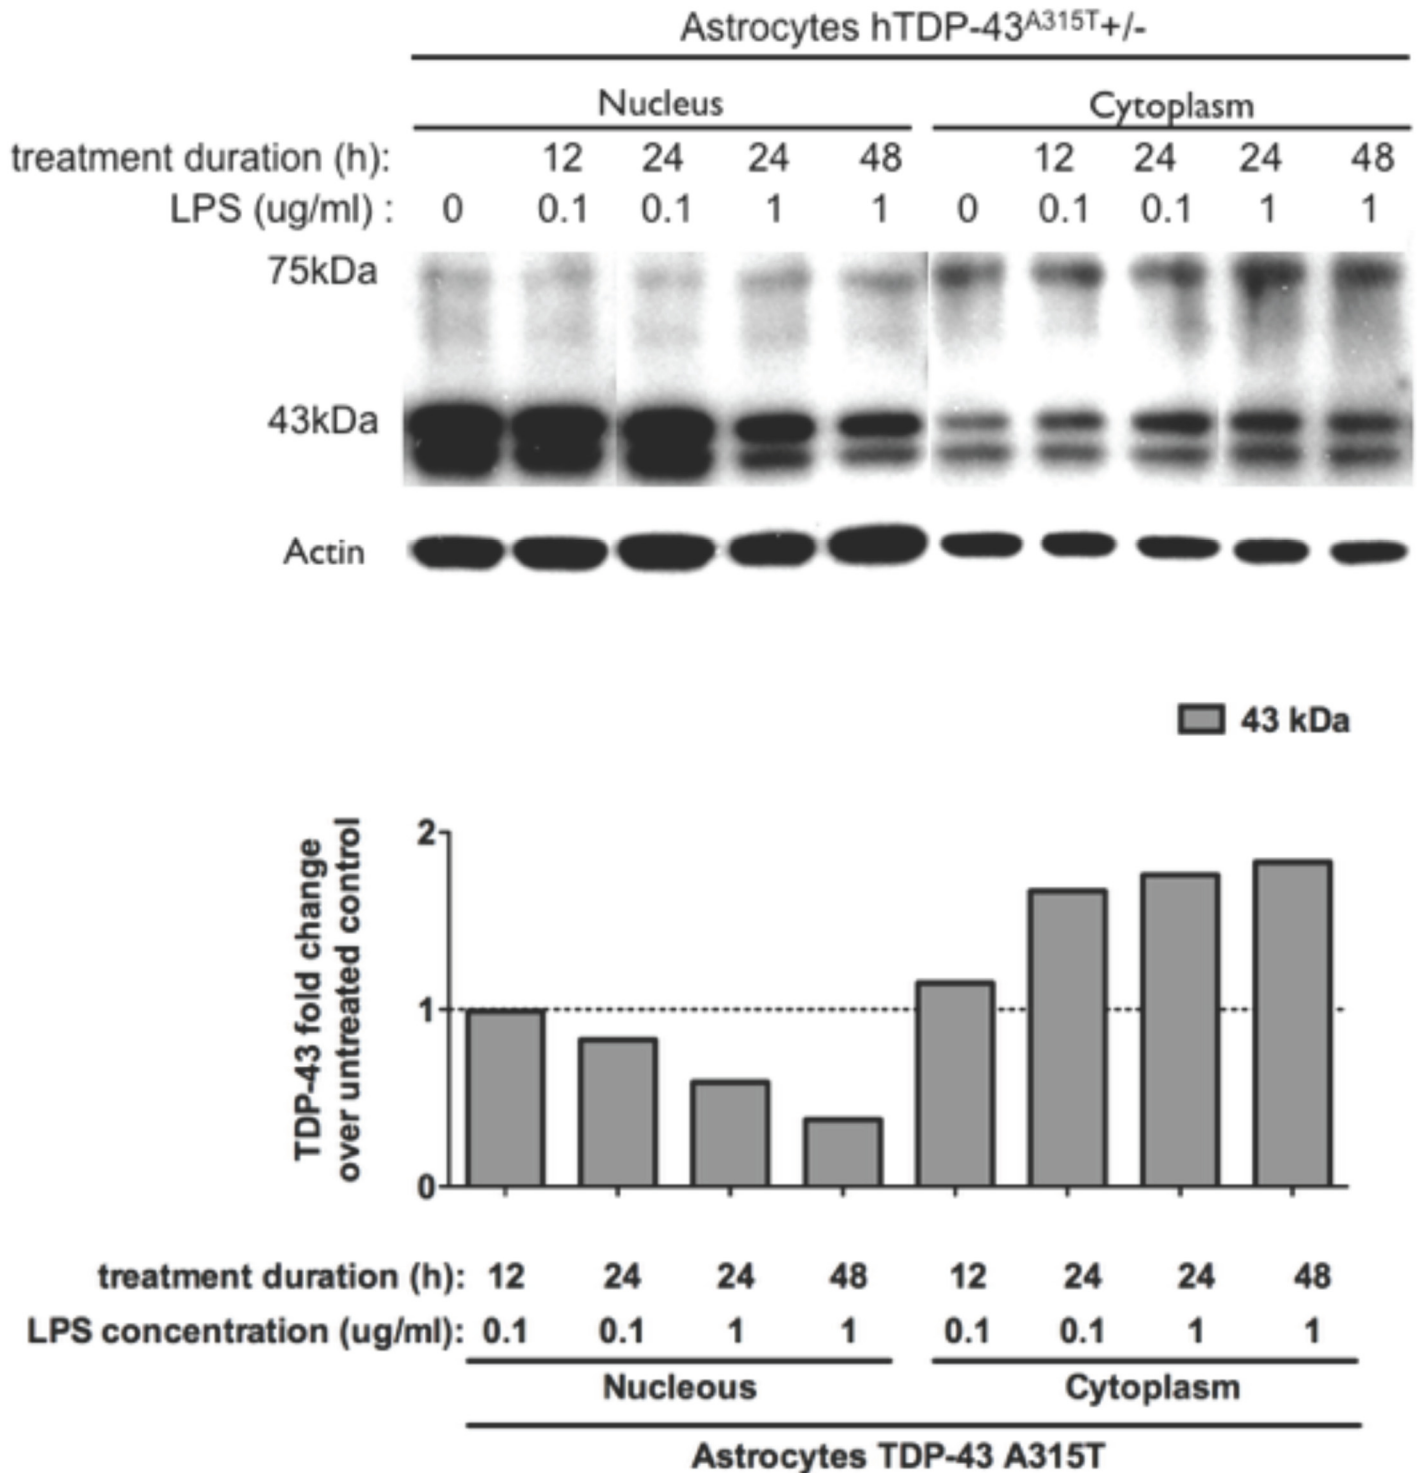 Astrocytes hTDP-43A315T+/-
Nucleus Cytoplasm
treatment duration (h): 12 24 24 48 12 24 24 48
LPS (ug/ml) : 0 0.1 0.1 1 1 0 0.1 0.1 1 1
75kDa
43kDa
Actin
43 kDa
TDP-43 fold change
over untreated control
2
1
0
treatment duration (h): 12 24 24 48 12 24 24 48
LPS concentration (ug/ml): 0.1 0.1 1 1 0.1 0.1 1 1
Nucleous Cytoplasm
Astrocytes TDP-43 A315T